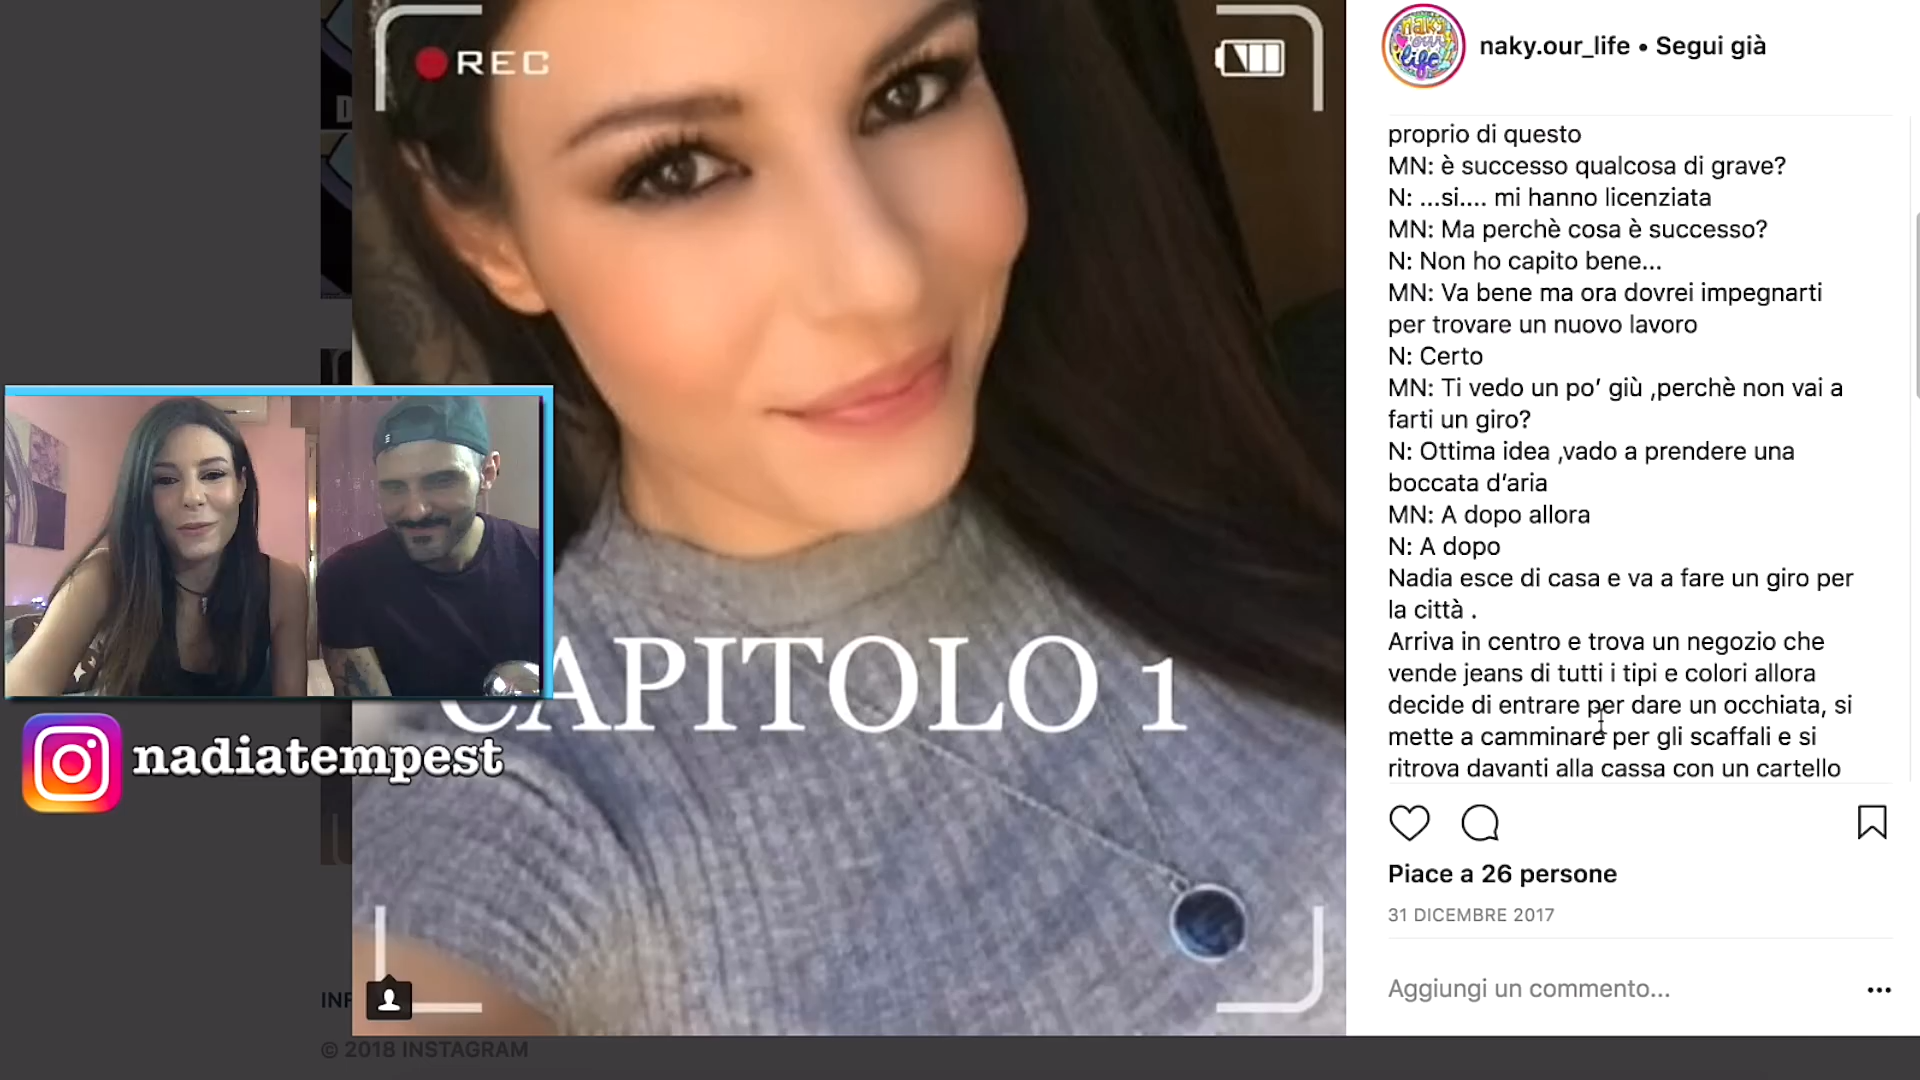 REC
CAPITOLO 1
nadiatempest
naky.our_life • Segui già
proprio di questo
MN: è successo qualcosa di grave?
N: ...si.... mi hanno licenziata
MN: Ma perchè cosa è successo?
N: Non ho capito bene...
MN: Va bene ma ora dovrei impegnarti
per trovare un nuovo lavoro
N: Certo
MN: Ti vedo un po’ giù ,perchè non vai a
farti un giro?
N: Ottima idea ,vado a prendere una
boccata d’aria
MN: A dopo allora
N: A dopo
Nadia esce di casa e va a fare un giro per
la città .
Arriva in centro e trova un negozio che
vende jeans di tutti i tipi e colori allora
decide di entrare per dare un occhiata, si
mette a camminare per gli scaffali e si
ritrova davanti alla cassa con un cartello
Piace a 26 persone
31 DICEMBRE 2017
Aggiungi un commento...
© 2018 INSTAGRAM